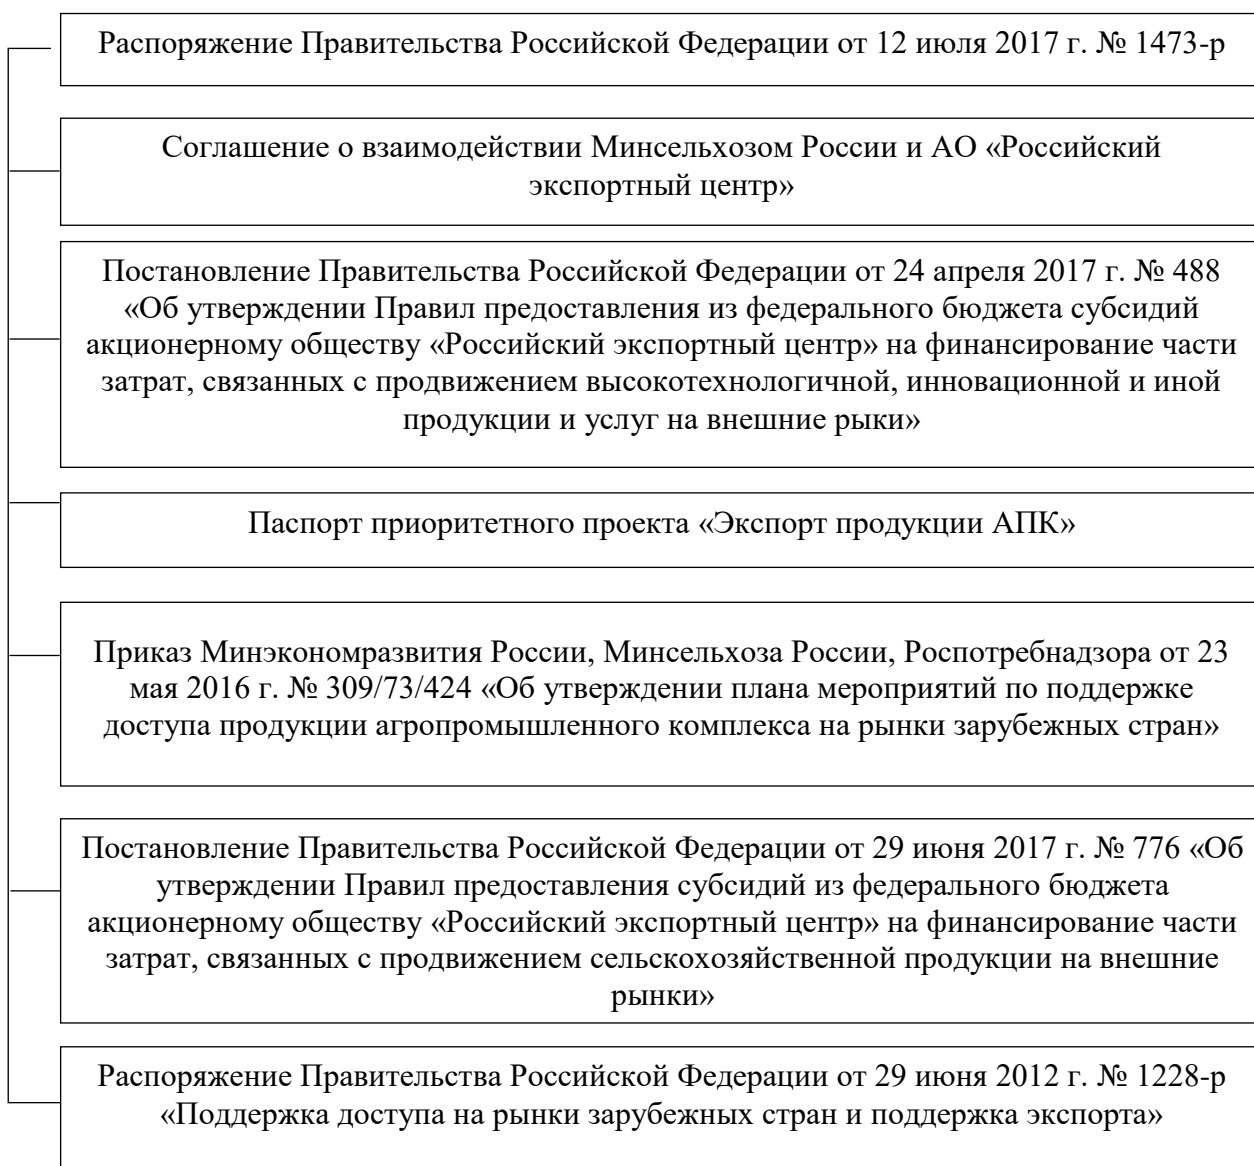 Распоряжение Правительства Российской Федерации от 12 июля 2017 г. № 1473-р
Соглашение о взаимодействии Минсельхозом России и АО «Российский
экспортный центр»
Постановление Правительства Российской Федерации от 24 апреля 2017 г. № 488
«Об утверждении Правил предоставления из федерального бюджета субсидий
акционерному обществу «Российский экспортный центр» на финансирование части
затрат, связанных с продвижением высокотехнологичной, инновационной и иной
продукции и услуг на внешние рыки»
Паспорт приоритетного проекта «Экспорт продукции АПК»
Приказ Минэкономразвития России, Минсельхоза России, Роспотребнадзора от 23
мая 2016 г. № 309/73/424 «Об утверждении плана мероприятий по поддержке
доступа продукции агропромышленного комплекса на рынки зарубежных стран»
Постановление Правительства Российской Федерации от 29 июня 2017 г. № 776 «Об
утверждении Правил предоставления субсидий из федерального бюджета
акционерному обществу «Российский экспортный центр» на финансирование части
затрат, связанных с продвижением сельскохозяйственной продукции на внешние
рынки»
Распоряжение Правительства Российской Федерации от 29 июня 2012 г. № 1228-р
«Поддержка доступа на рынки зарубежных стран и поддержка экспорта»